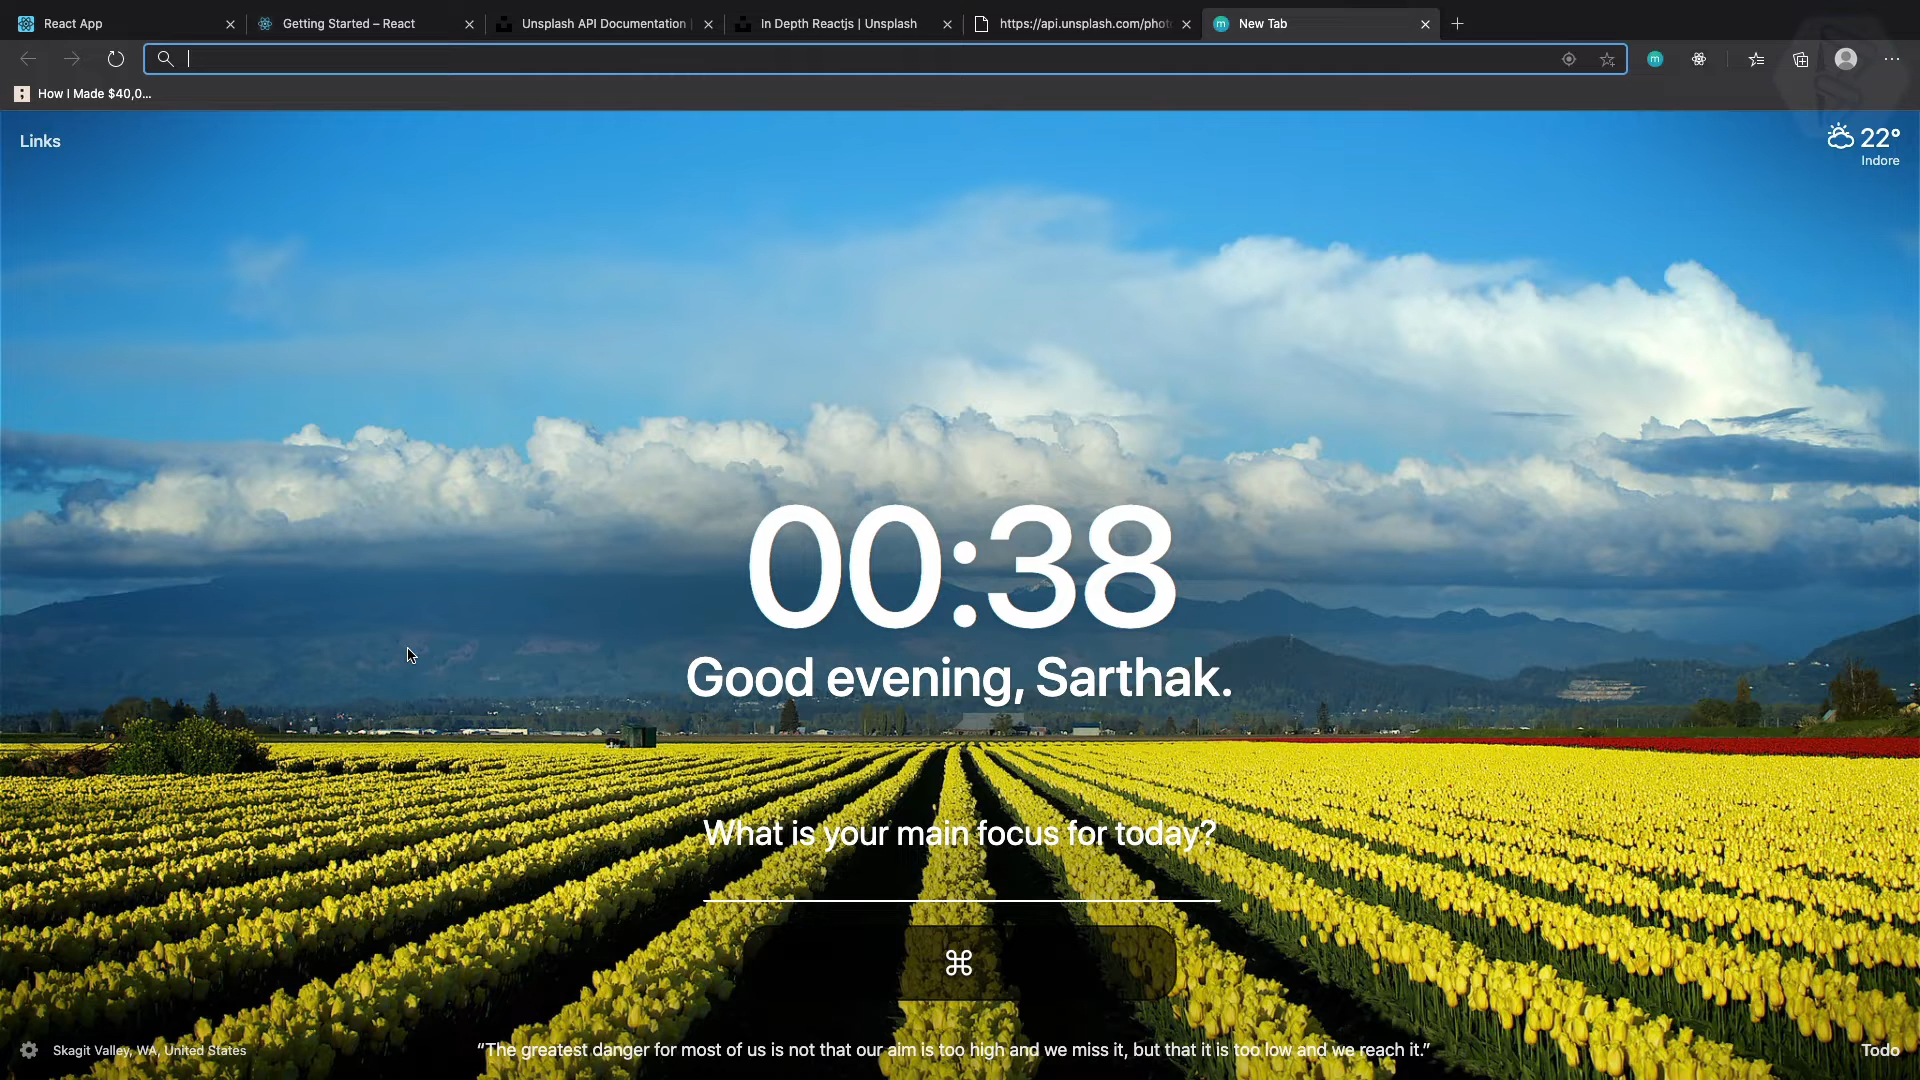 React App
Getting Started – React
Unsplash API Documentation
In Depth Reactjs | Unsplash
https://api.unsplash.com/phot
New Tab
How I Made $40,0...
Links
22°
Indore
00:38
Good evening, Sarthak.
What is your main focus for today?
⌘
Skagit Valley, WA, United States
“The greatest danger for most of us is not that our aim is too high and we miss it, but that it is too low and we reach it.”
Todo